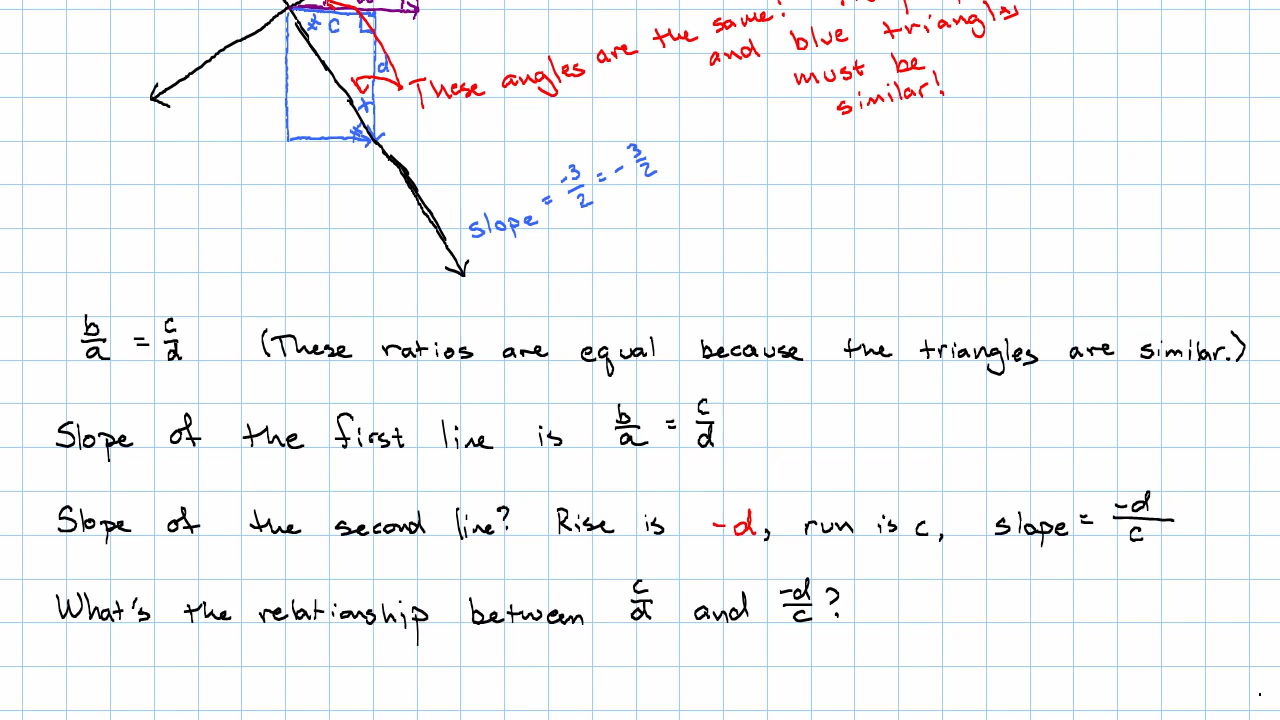 c
d
These angles are the same!
and blue triangles
must be
similar!
slope = -3/2 = -3/2
b/a = c/d (These ratios are equal because the triangles are similar.)
Slope of the first line is b/a = c/d
Slope of the second line? Rise is -d, run is c, slope = -d/c
What's the relationship between c/d and -d/c?